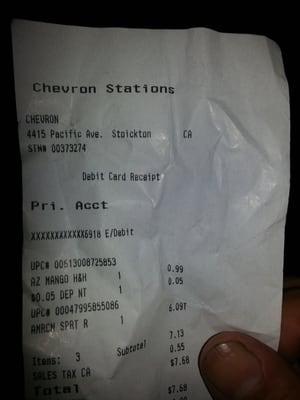 Chevron Stations
CHEVRON
4415 Pacific Ave. Stockton CA
STN# 00373274
Debit Card Receipt
Pri. Acct
XXXXXXXXXXXX6918 E/Debit
UPC# 00613008725853
AZ MANGO H&H 1 0.99
$0.05 DEP NT 1 0.05
UPC# 00047995855086
AMRCN SPRT R 1 6.09T
Items: 3 Subtotal 7.13
SALES TAX CA 0.55
Total $7.68
$7.68